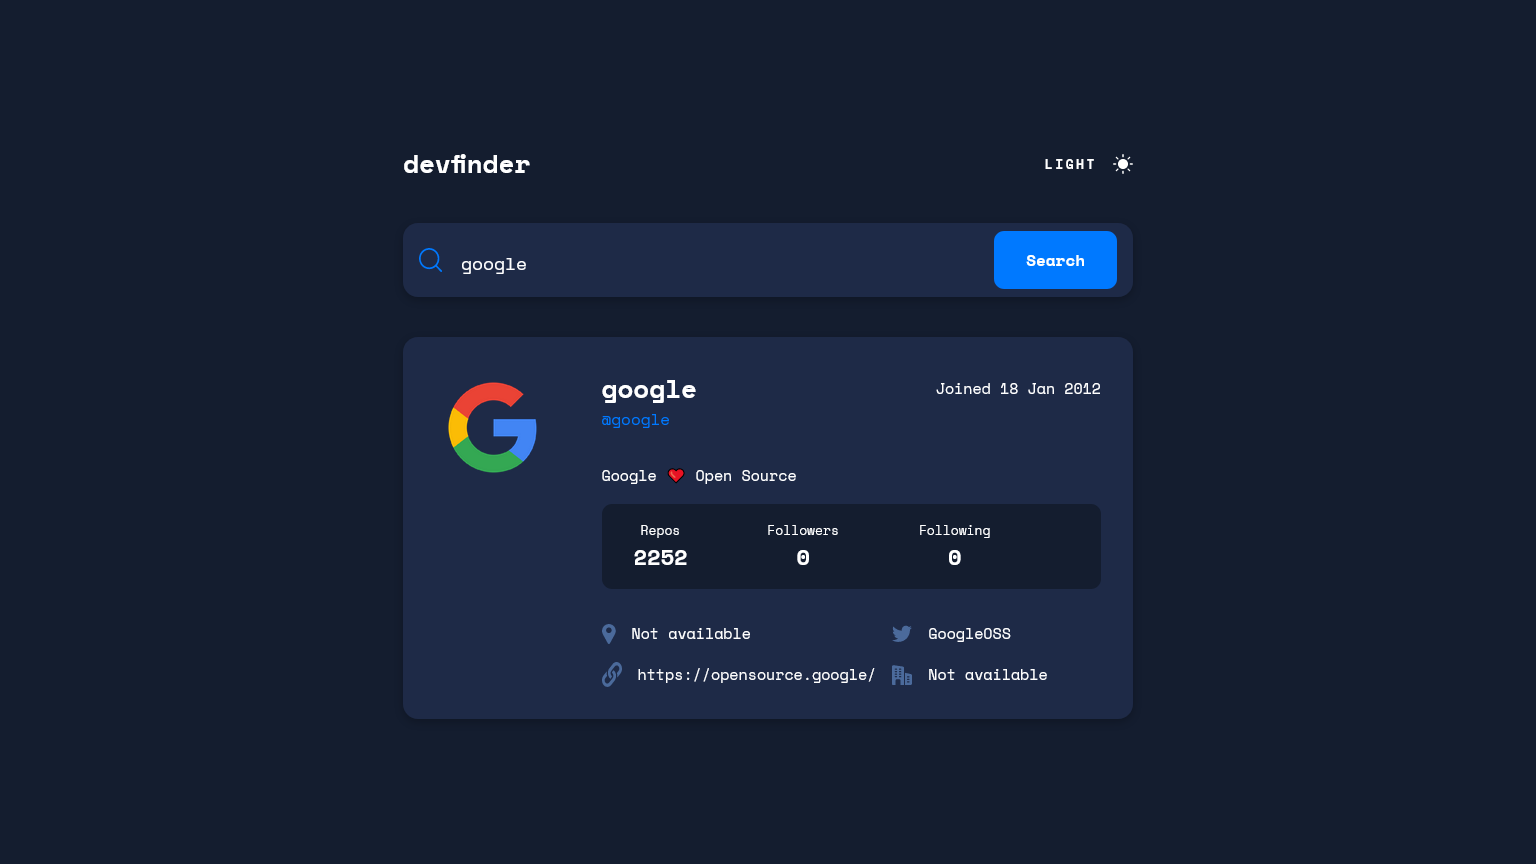 devfinder
LIGHT
google
Search
google
Joined 18 Jan 2012
@google
Google ❤️ Open Source
Repos
Followers
Following
2252
0
0
Not available
GoogleOSS
https://opensource.google/
Not available